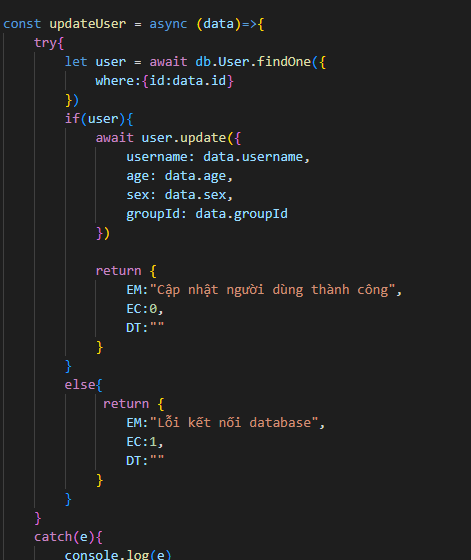 const updateUser = async (data)=>{
try{
let user = await db.User.findOne({
where:{id:data.id}
})
if(user){
await user.update({
username: data.username,
age: data.age,
sex: data.sex,
groupId: data.groupId
})
return {
EM:"Cập nhật người dùng thành công",
EC:0,
DT:""
}
}
else{
return {
EM:"Lỗi kết nối database",
EC:1,
DT:""
}
}
}
catch(e){
console.log(e)